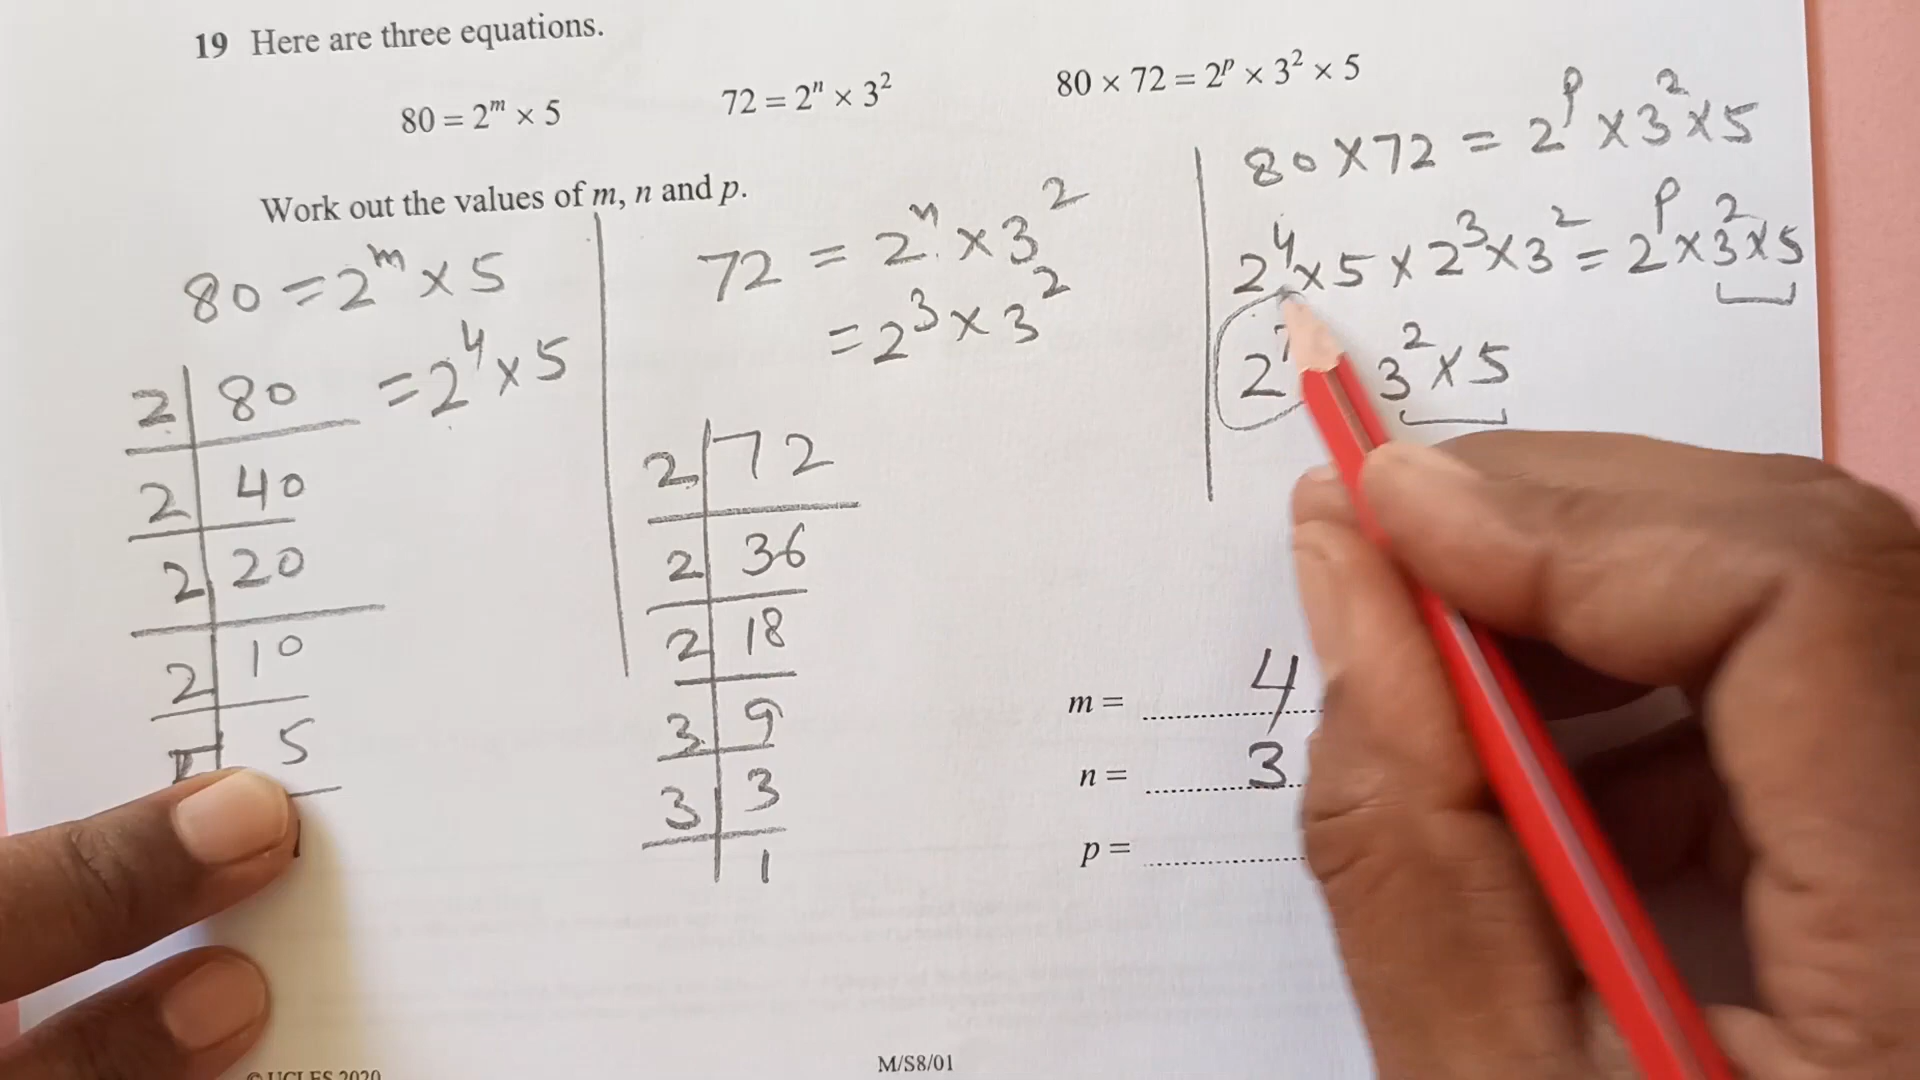 19 Here are three equations.
80 = 2^m × 5
72 = 2^n × 3^2
80 × 72 = 2^p × 3^2 × 5
Work out the values of m, n and p.
80 = 2^m × 5
= 2^4 × 5
2 | 80
2 | 40
2 | 20
2 | 10
5
72 = 2^n × 3^2
= 2^3 × 3^2
2 | 72
2 | 36
2 | 18
3 | 9
3 | 3
1
80 × 72 = 2^p × 3^2 × 5
2^4 × 5 × 2^3 × 3^2 = 2^p × 3^2 × 5
2^7 3^2 × 5
m = 4
n = 3
p =
© UCLES 2020
M/S8/01